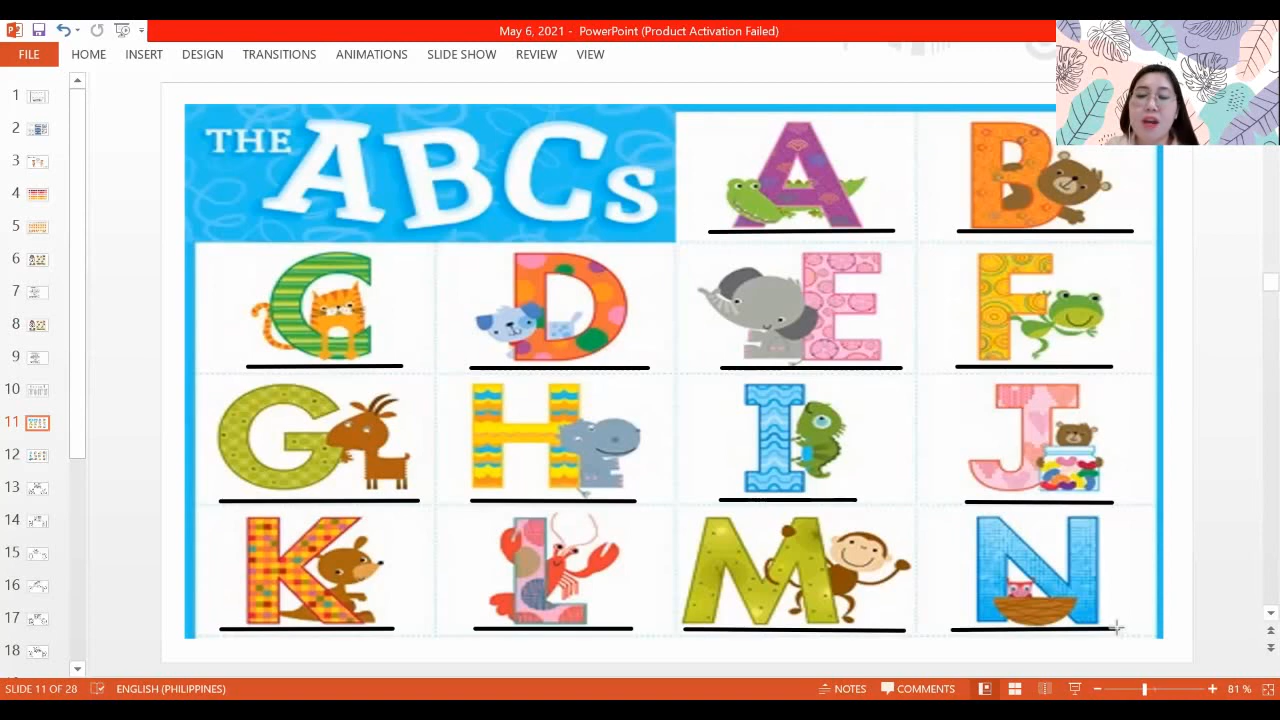 May 6, 2021 - PowerPoint (Product Activation Failed)
FILE HOME INSERT DESIGN TRANSITIONS ANIMATIONS SLIDE SHOW REVIEW VIEW
1
2
3
4
5
6
7
8
9
10
11
12
13
14
15
16
17
18
THE ABCs
A B
C D E F
G H I J
K L M N
SLIDE 11 OF 28 ENGLISH (PHILIPPINES) NOTES COMMENTS 81 %